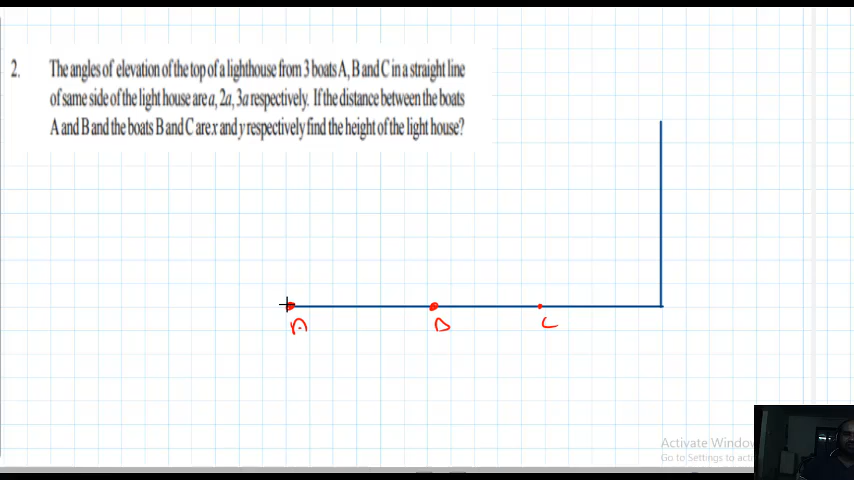 2. The angles of elevation of the top of a lighthouse from 3 boats A, B and C in a straight line
of same side of the light house are a, 2a, 3a respectively. If the distance between the boats
A and B and the boats B and C are x and y respectively find the height of the light house?
A B C
Activate Windo
Go to Settings to acti